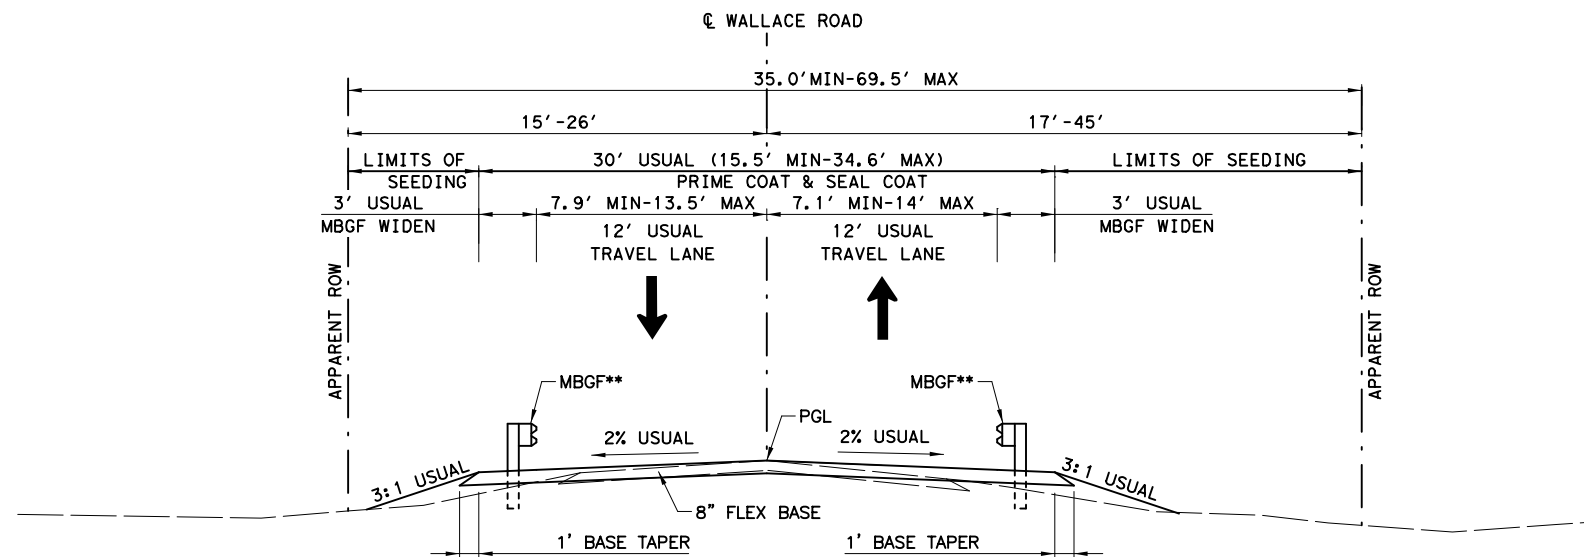 ℄ WALLACE ROAD
35.0'MIN-69.5' MAX
15'-26'
17'-45'
LIMITS OF
SEEDING
30' USUAL (15.5' MIN-34.6' MAX)
PRIME COAT & SEAL COAT
LIMITS OF SEEDING
3' USUAL
MBGF WIDEN
7.9' MIN-13.5' MAX
7.1' MIN-14' MAX
3' USUAL
MBGF WIDEN
12' USUAL
TRAVEL LANE
12' USUAL
TRAVEL LANE
APPARENT ROW
APPARENT ROW
MBGF**
MBGF**
PGL
2% USUAL
2% USUAL
3:1 USUAL
3:1 USUAL
8" FLEX BASE
1' BASE TAPER
1' BASE TAPER